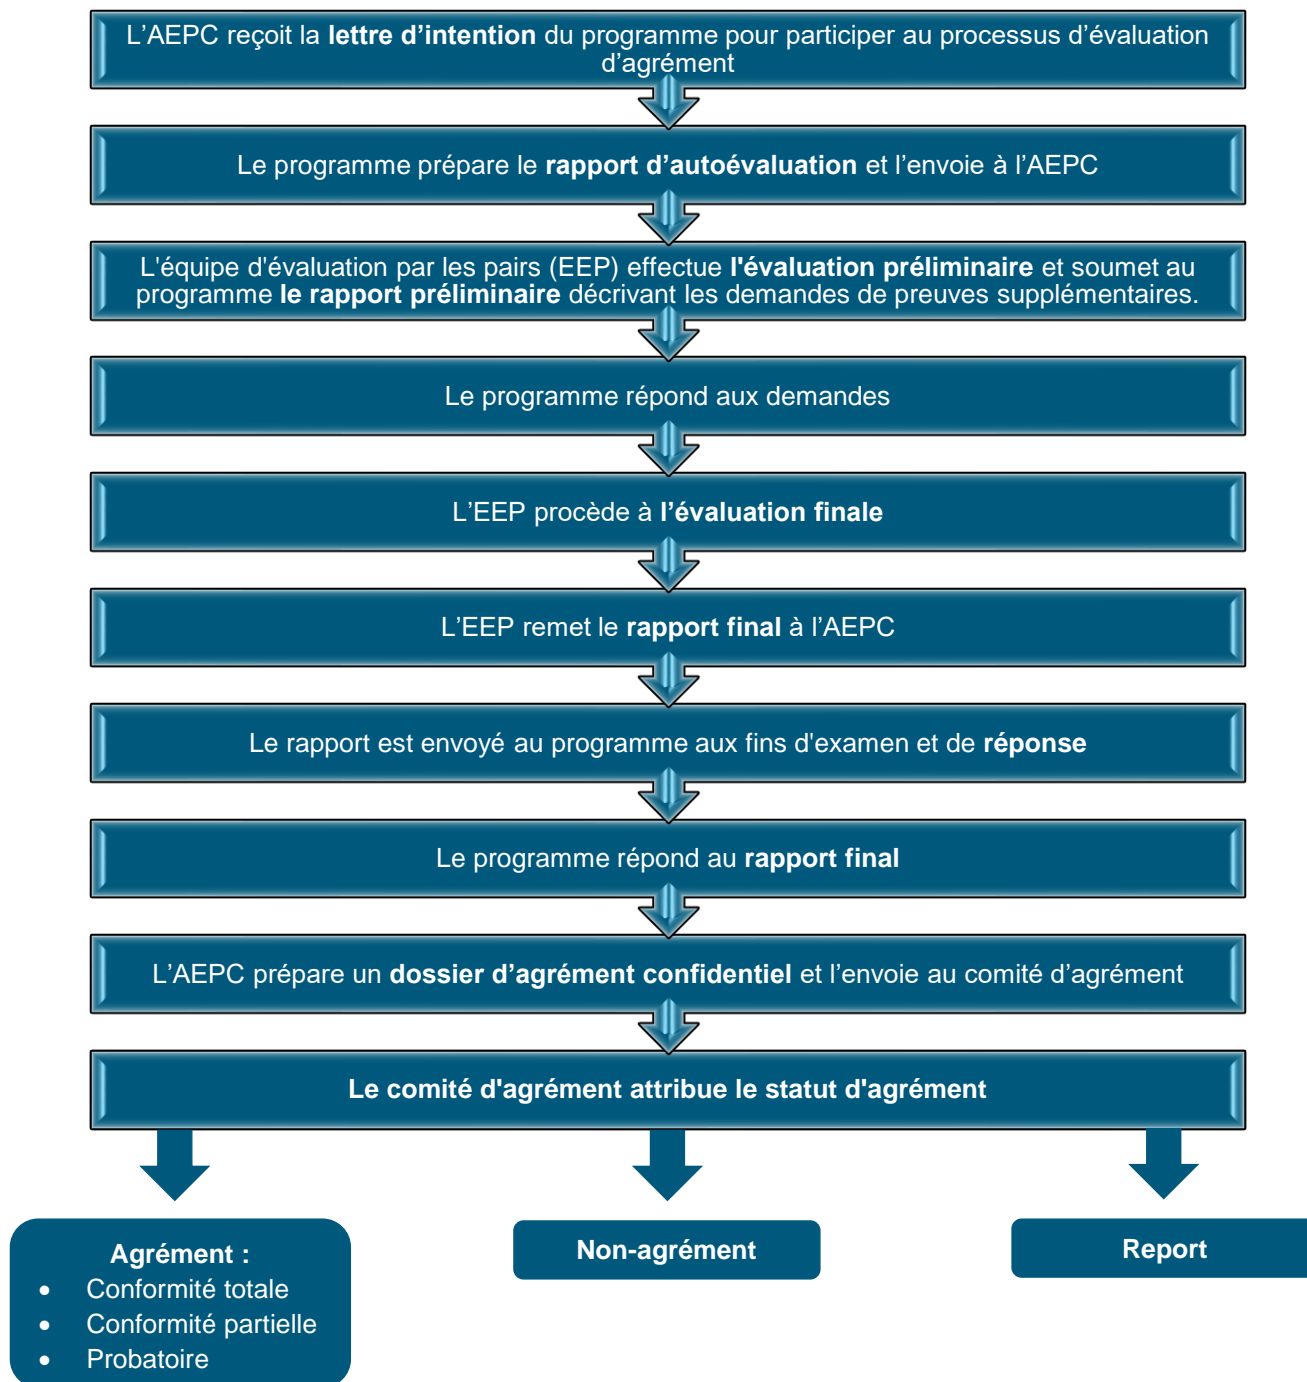 L’AEPC reçoit la lettre d’intention du programme pour participer au processus d’évaluation
d’agrément
Le programme prépare le rapport d’autoévaluation et l’envoie à l’AEPC
L'équipe d'évaluation par les pairs (EEP) effectue l'évaluation préliminaire et soumet au
programme le rapport préliminaire décrivant les demandes de preuves supplémentaires.
Le programme répond aux demandes
L’EEP procède à l’évaluation finale
L’EEP remet le rapport final à l’AEPC
Le rapport est envoyé au programme aux fins d'examen et de réponse
Le programme répond au rapport final
L’AEPC prépare un dossier d’agrément confidentiel et l’envoie au comité d’agrément
Le comité d'agrément attribue le statut d'agrément
Agrément :
• Conformité totale
• Conformité partielle
• Probatoire
Non-agrément
Report